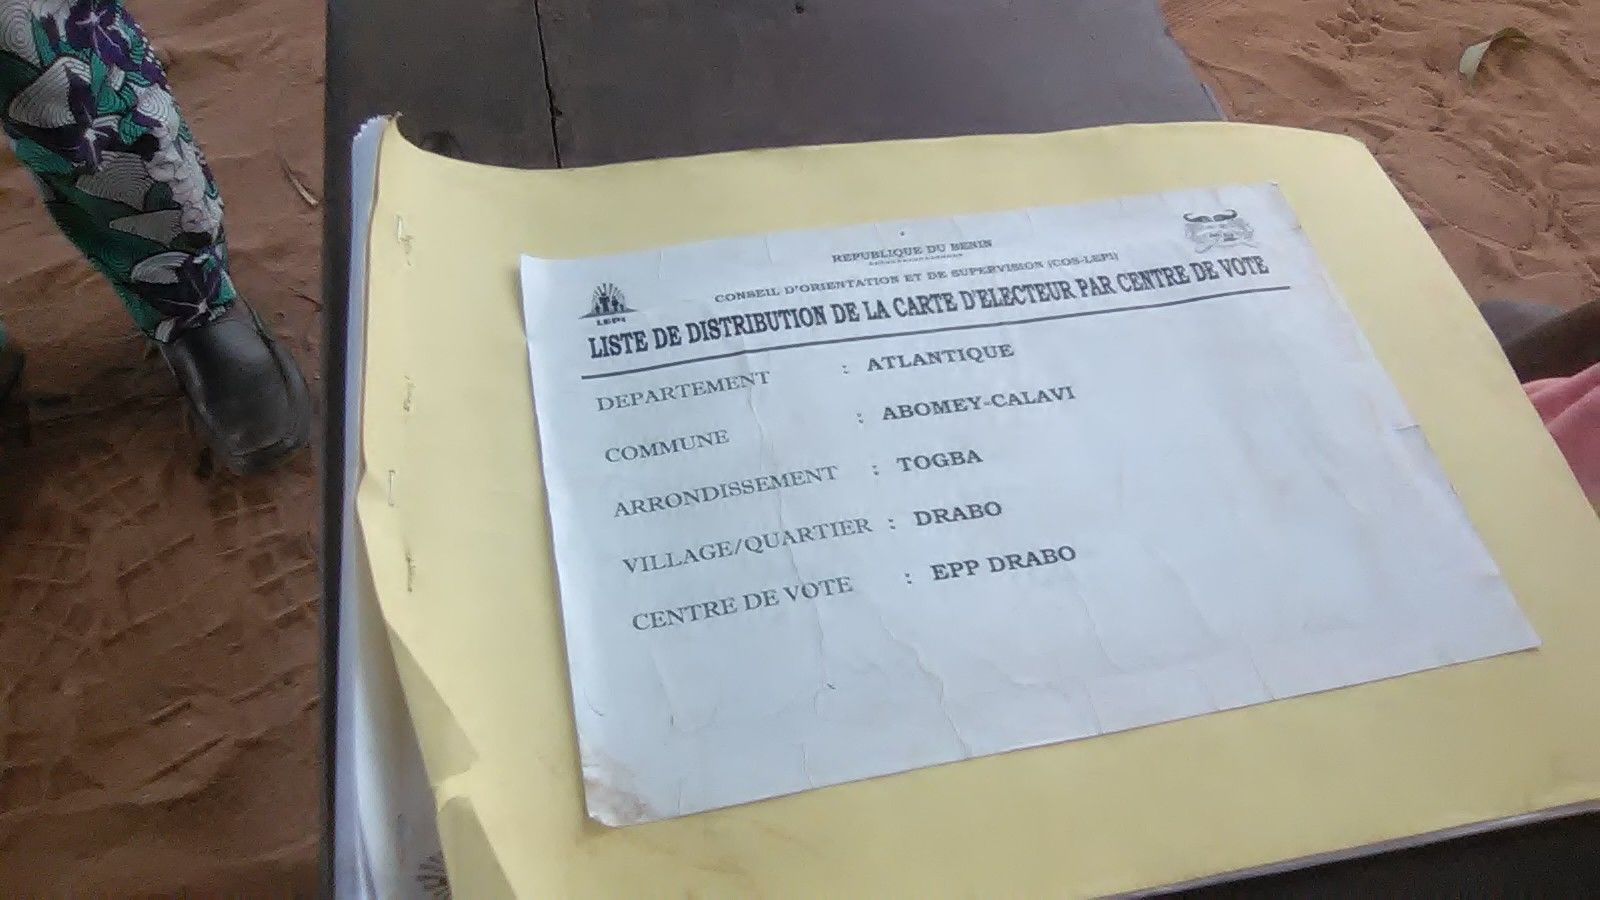 REPUBLIQUE DU BENIN
CONSEIL D'ORIENTATION ET DE SUPERVISION (COS-LEPI)
LEPI
LISTE DE DISTRIBUTION DE LA CARTE D'ELECTEUR PAR CENTRE DE VOTE
DEPARTEMENT : ATLANTIQUE
COMMUNE : ABOMEY-CALAVI
ARRONDISSEMENT : TOGBA
VILLAGE/QUARTIER : DRABO
CENTRE DE VOTE : EPP DRABO